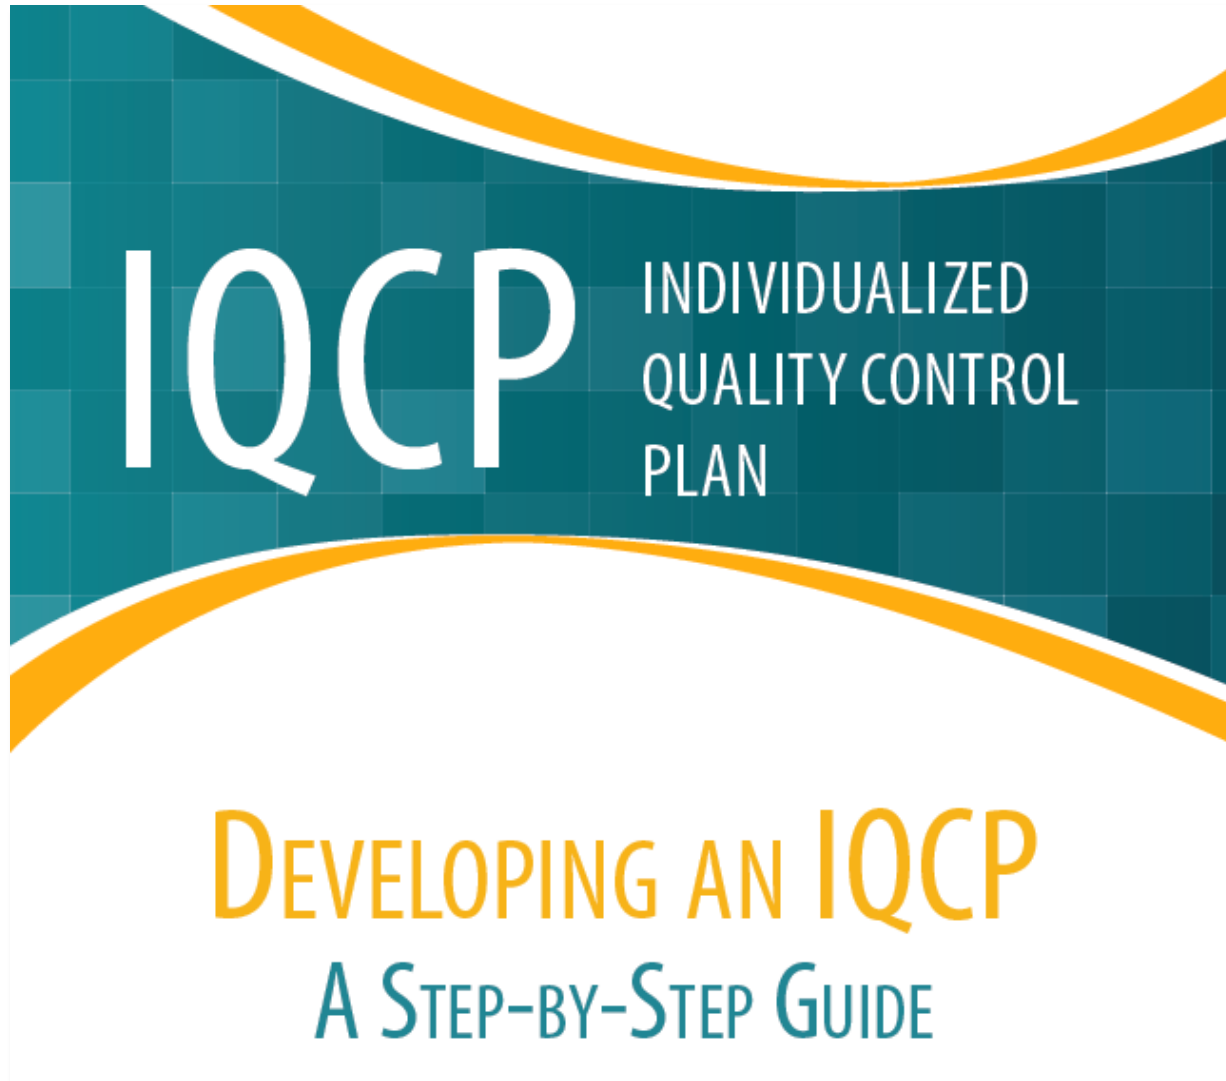 IQCP
INDIVIDUALIZED
QUALITY CONTROL
PLAN
DEVELOPING AN IQCP
A STEP-BY-STEP GUIDE